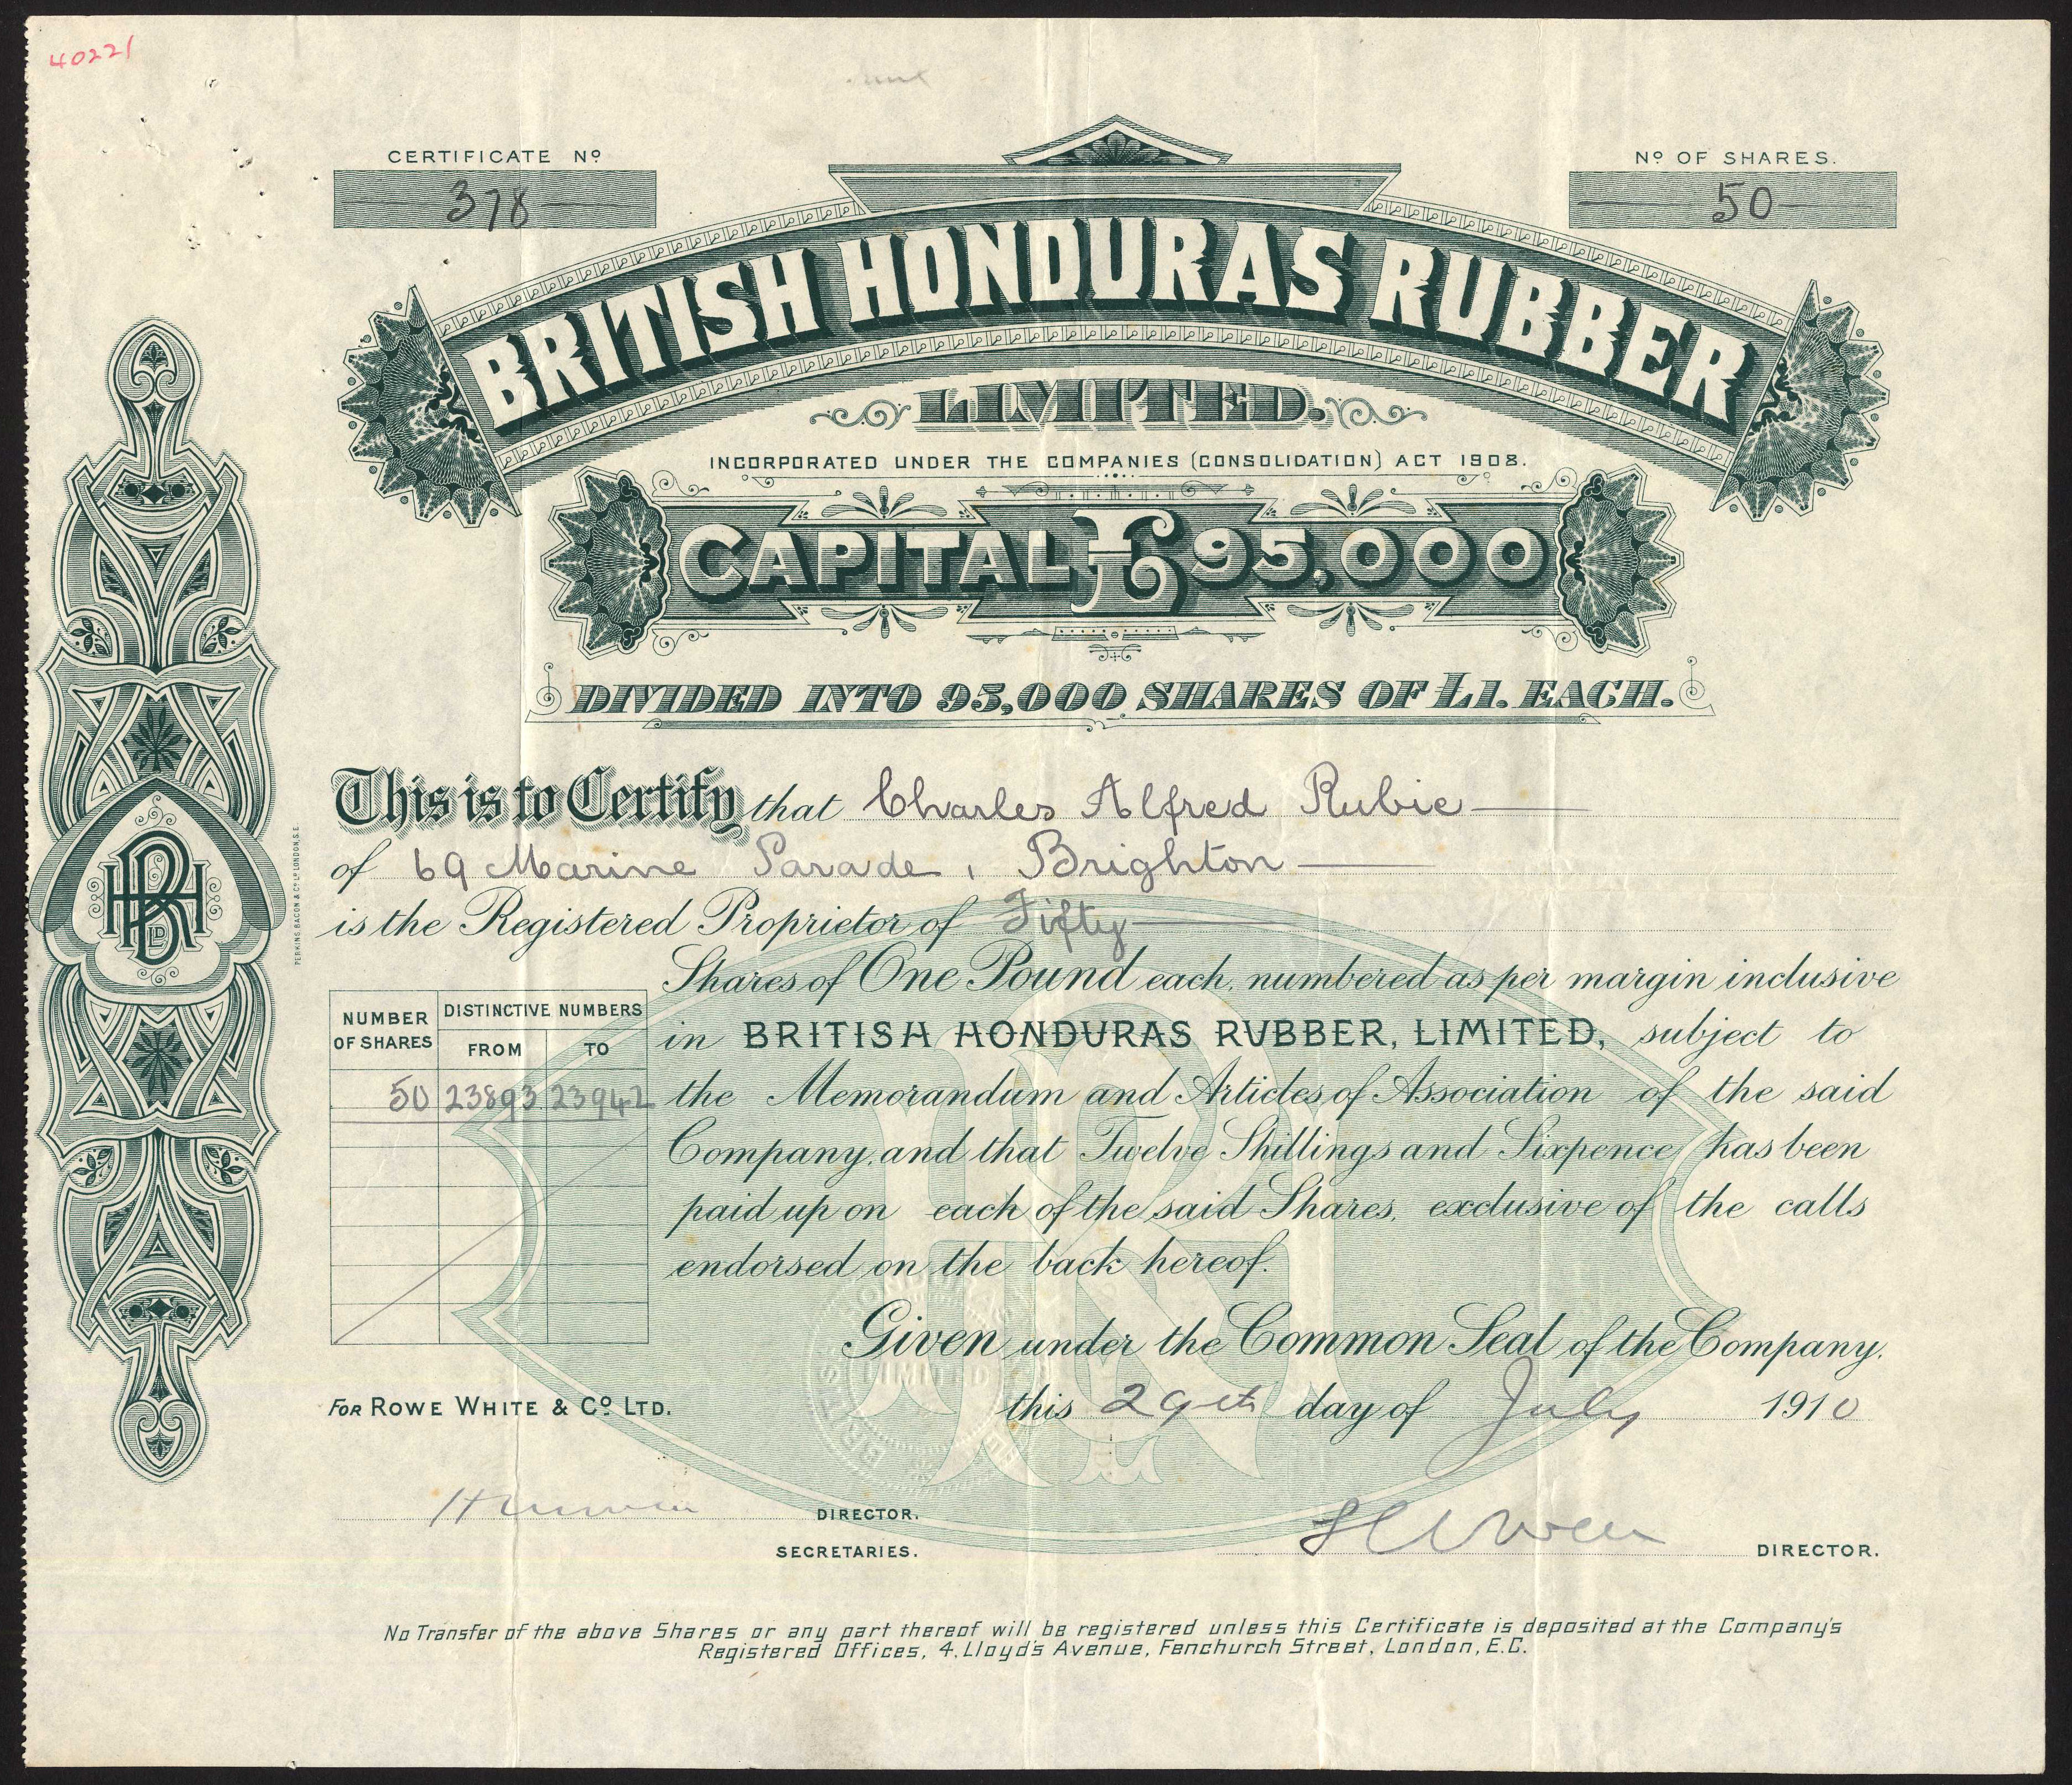 40221
CERTIFICATE Nº
378
Nº OF SHARES.
50
BRITISH HONDURAS RUBBER
LIMITED.
INCORPORATED UNDER THE COMPANIES (CONSOLIDATION) ACT 1908.
CAPITAL £95,000
DIVIDED INTO 95,000 SHARES OF £1. EACH.
This is to Certify that Charles Alfred Rubie
of 69 Marine Parade, Brighton
is the Registered Proprietor of Fifty
Shares of One Pound each, numbered as per margin inclusive
in BRITISH HONDURAS RUBBER, LIMITED, subject to
the Memorandum and Articles of Association of the said
Company, and that Twelve Shillings and Sixpence has been
paid up on each of the said Shares, exclusive of the calls
endorsed on the back hereof.
NUMBER OF SHARES
DISTINCTIVE NUMBERS
FROM TO
50 23893 23942
Given under the Common Seal of the Company,
this 29th day of July 1910
FOR ROWE WHITE & Cº LTD.
DIRECTOR.
SECRETARIES.
DIRECTOR.
No Transfer of the above Shares or any part thereof will be registered unless this Certificate is deposited at the Company's
Registered Offices, 4, Lloyd's Avenue, Fenchurch Street, London, E.C.
PERKINS, BACON & Cº Lº LONDON, S.E.
LIMITED